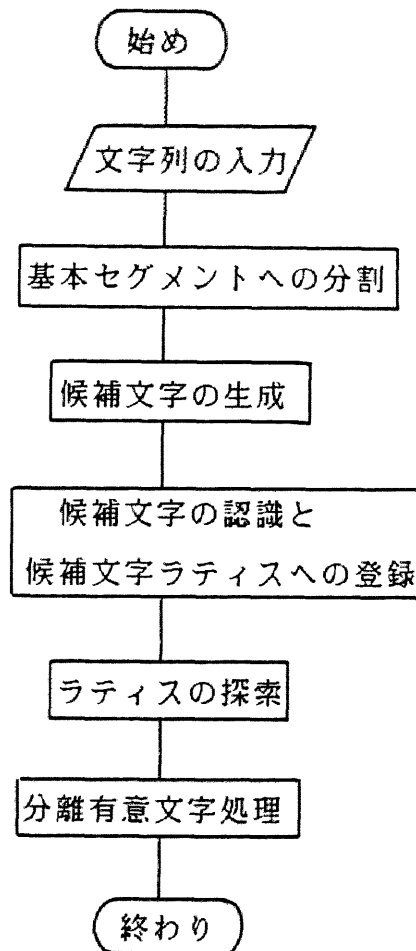 始め
文字列の入力
基本セグメントへの分割
候補文字の生成
候補文字の認識と
候補文字ラティスへの登録
ラティスの探索
分離有意文字処理
終わり